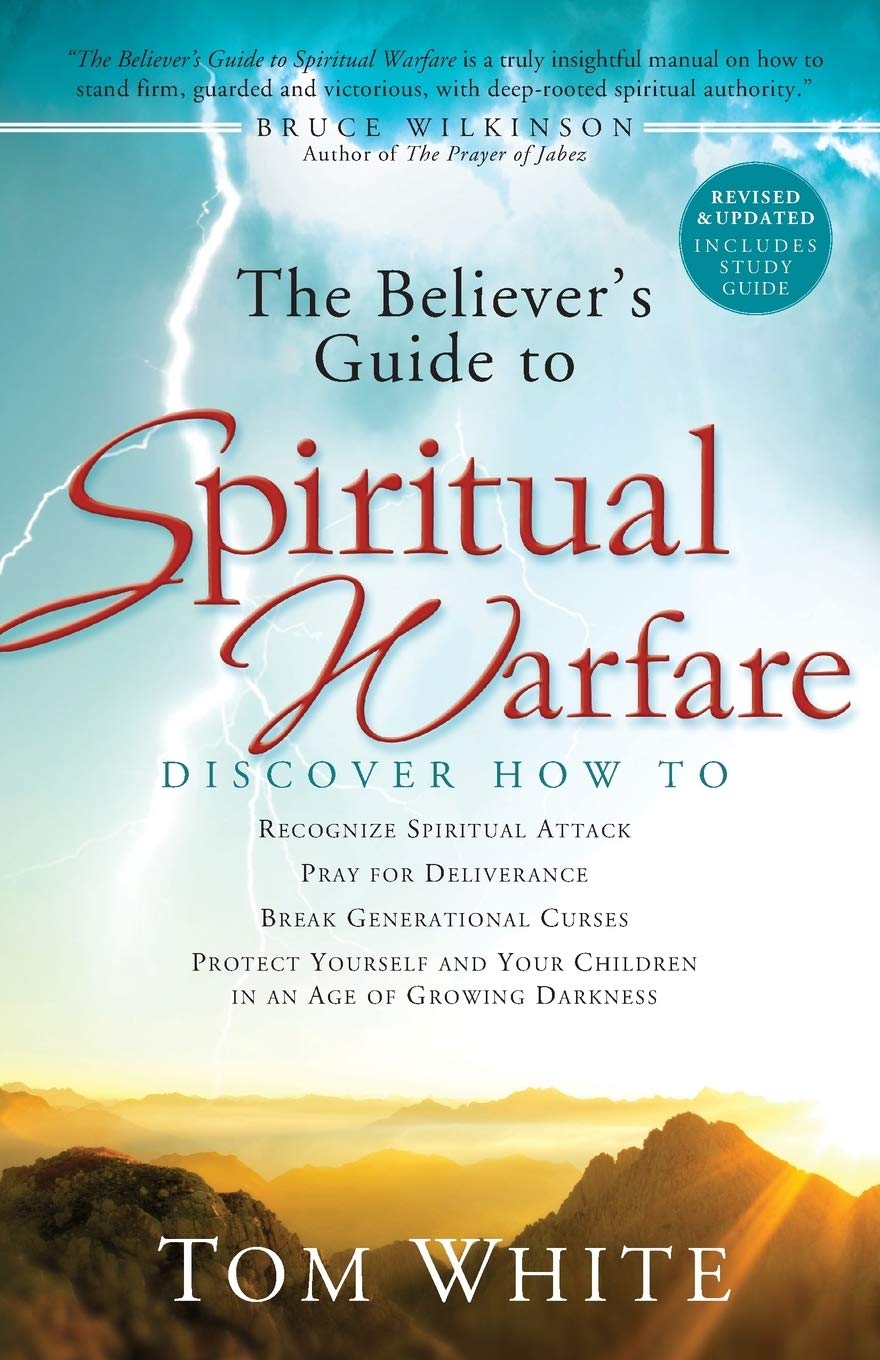 “The Believer’s Guide to Spiritual Warfare is a truly insightful manual on how to
stand firm, guarded and victorious, with deep-rooted spiritual authority.”
BRUCE WILKINSON
Author of The Prayer of Jabez
REVISED
& UPDATED
INCLUDES
STUDY
GUIDE
The Believer’s
Guide to
Spiritual
Warfare
DISCOVER HOW TO
RECOGNIZE SPIRITUAL ATTACK
PRAY FOR DELIVERANCE
BREAK GENERATIONAL CURSES
PROTECT YOURSELF AND YOUR CHILDREN
IN AN AGE OF GROWING DARKNESS
TOM WHITE